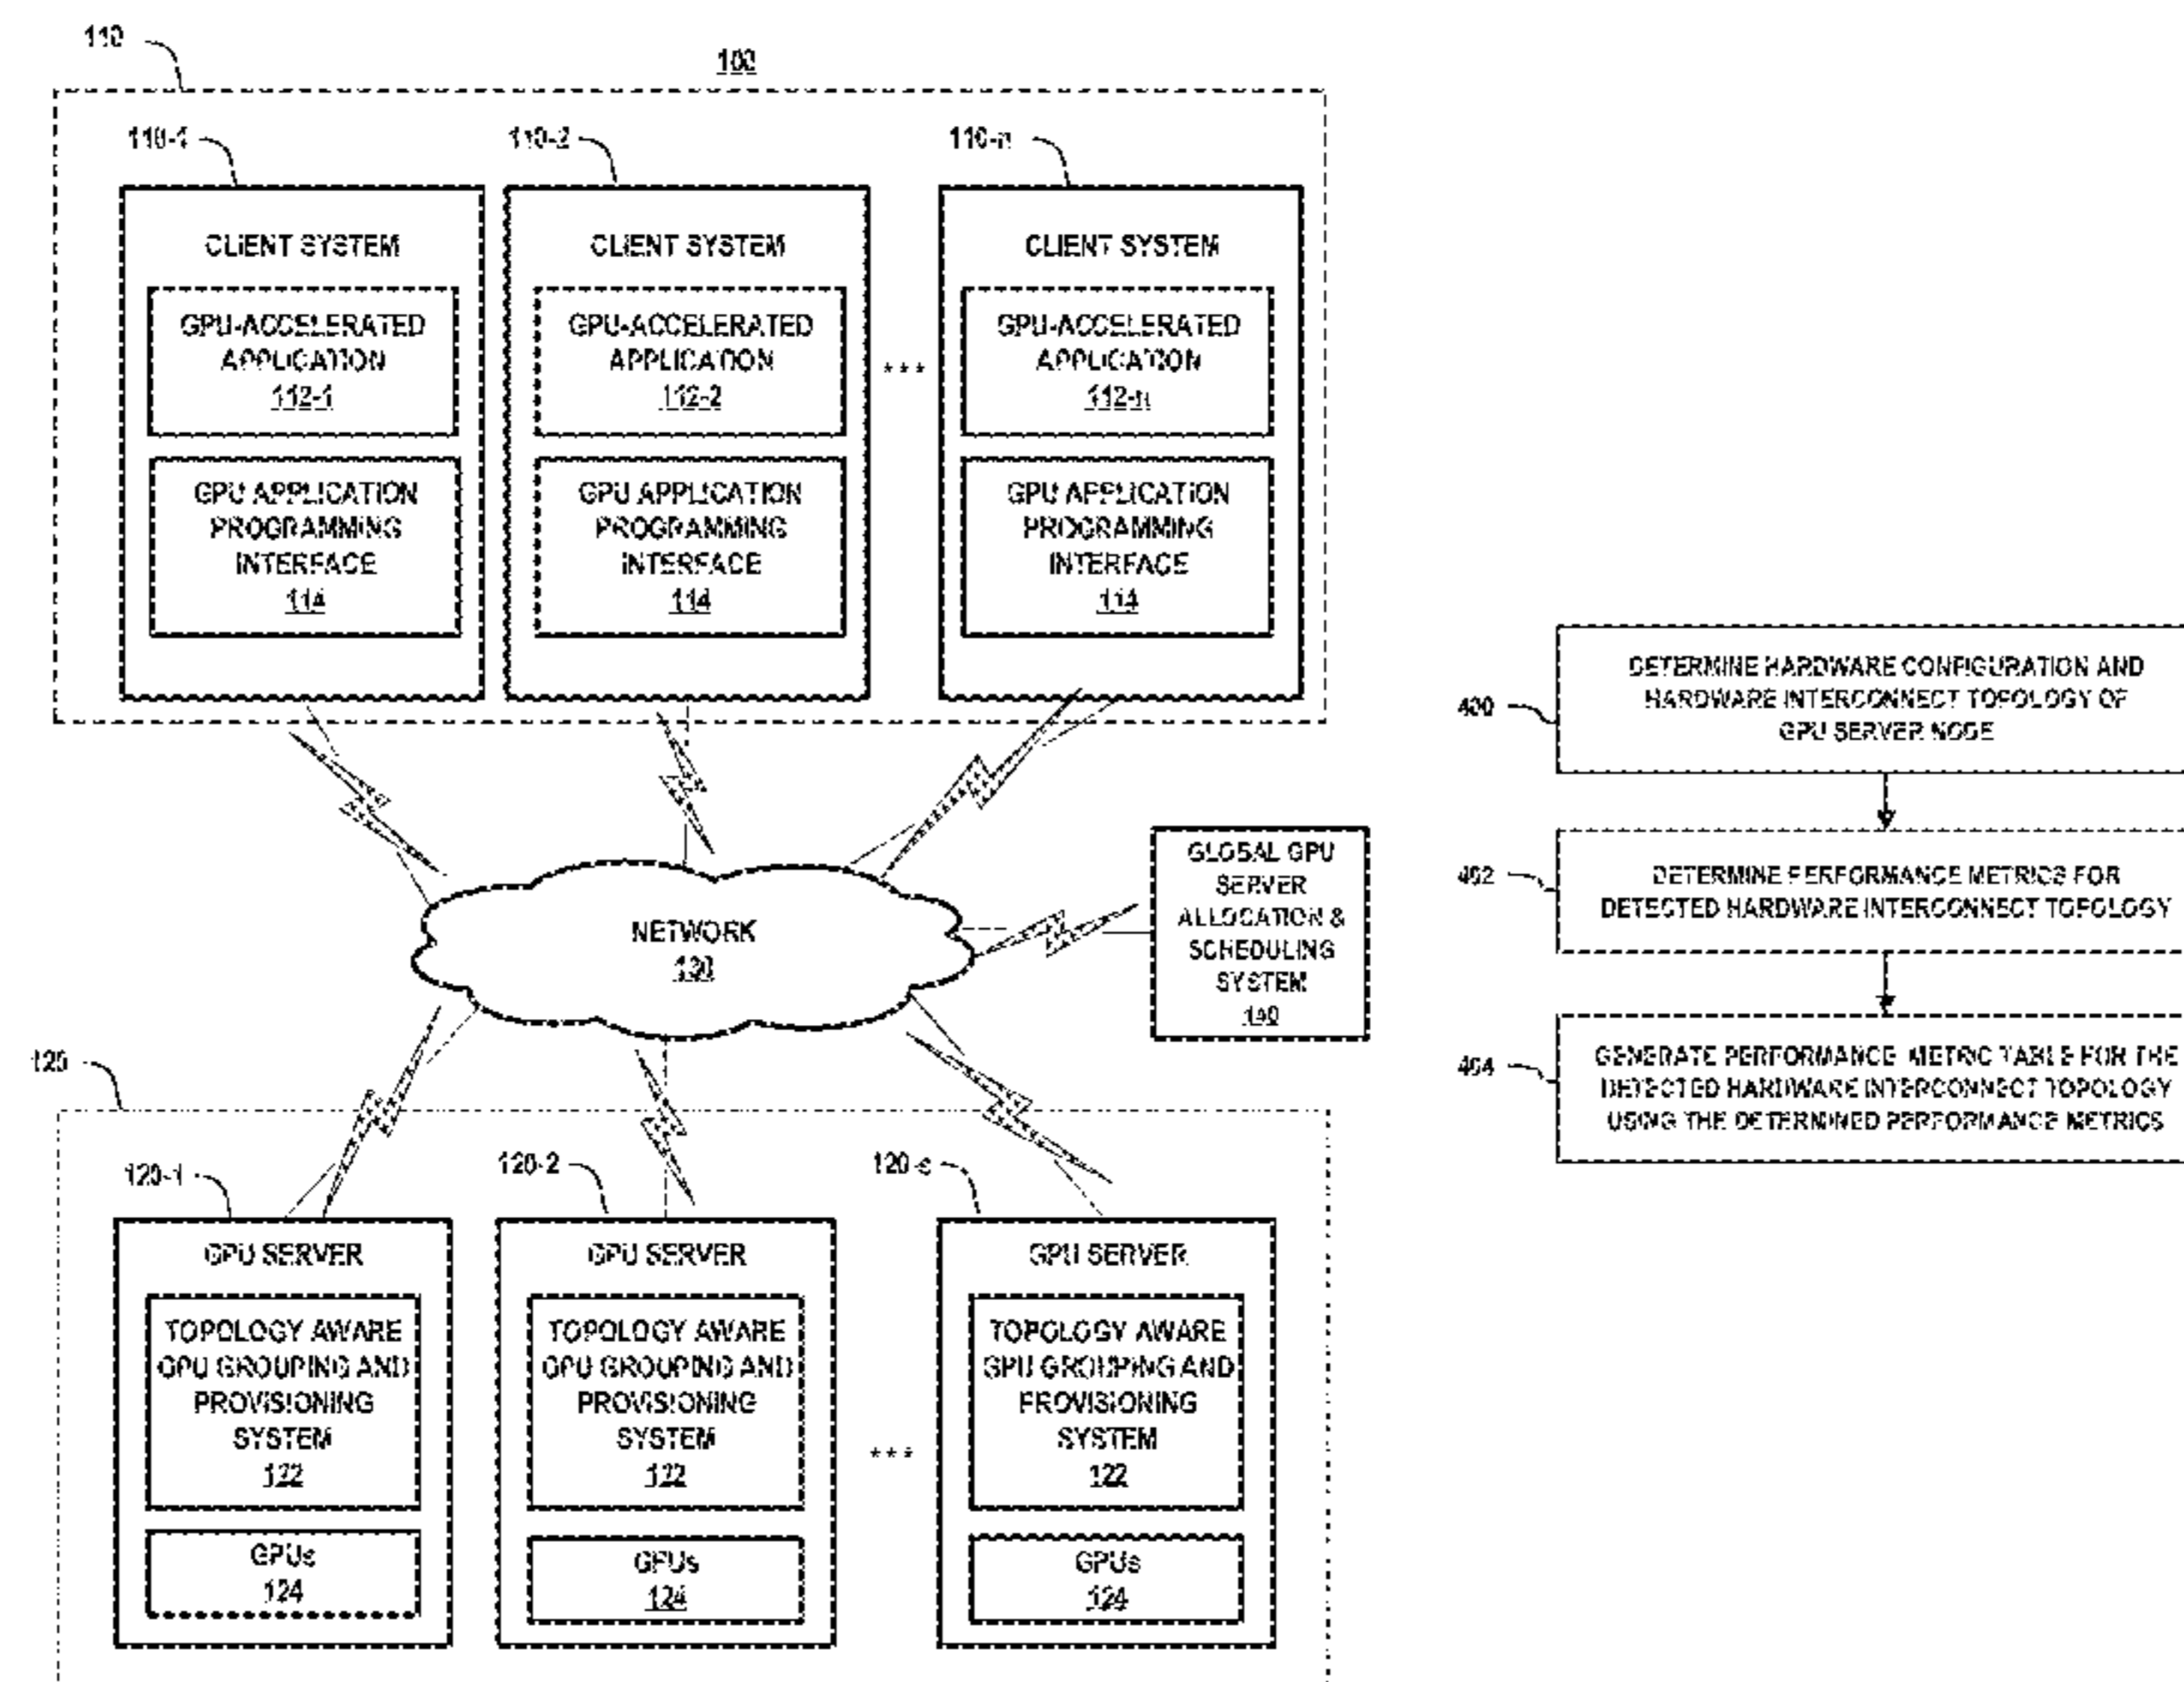 110
100
110-1
110-2
110-n
CLIENT SYSTEM
GPU-ACCELERATED
APPLICATION
112-1
GPU APPLICATION
PROGRAMMING
INTERFACE
114
CLIENT SYSTEM
GPU-ACCELERATED
APPLICATION
112-2
GPU APPLICATION
PROGRAMMING
INTERFACE
114
***
CLIENT SYSTEM
GPU-ACCELERATED
APPLICATION
112-n
GPU APPLICATION
PROGRAMMING
INTERFACE
114
NETWORK
130
GLOBAL GPU
SERVER
ALLOCATION &
SCHEDULING
SYSTEM
140
120
120-1
120-2
120-s
GPU SERVER
TOPOLOGY AWARE
GPU GROUPING AND
PROVISIONING
SYSTEM
122
GPUs
124
GPU SERVER
TOPOLOGY AWARE
GPU GROUPING AND
PROVISIONING
SYSTEM
122
GPUs
124
***
GPU SERVER
TOPOLOGY AWARE
GPU GROUPING AND
PROVISIONING
SYSTEM
122
GPUs
124
400
DETERMINE HARDWARE CONFIGURATION AND
HARDWARE INTERCONNECT TOPOLOGY OF
GPU SERVER NODE
402
DETERMINE PERFORMANCE METRICS FOR
DETECTED HARDWARE INTERCONNECT TOPOLOGY
404
GENERATE PERFORMANCE METRIC TABLE FOR THE
DETECTED HARDWARE INTERCONNECT TOPOLOGY
USING THE DETERMINED PERFORMANCE METRICS